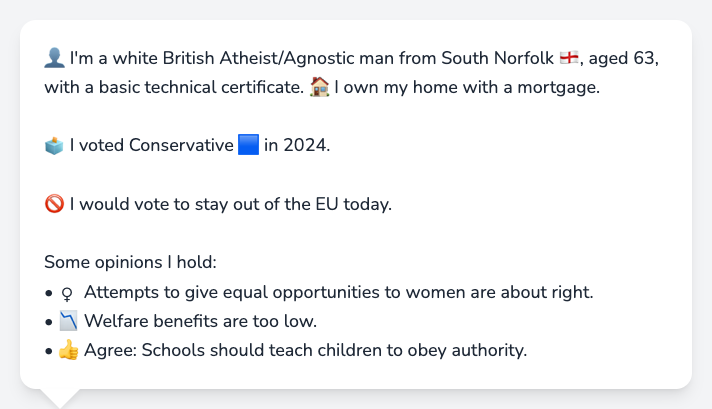 👤 I'm a white British Atheist/Agnostic man from South Norfolk 🏴󠁧󠁢󠁥󠁮󠁧󠁿, aged 63,
with a basic technical certificate. 🏠 I own my home with a mortgage.
🗳️ I voted Conservative 🟦 in 2024.
🚫 I would vote to stay out of the EU today.
Some opinions I hold:
• ♀ Attempts to give equal opportunities to women are about right.
• 📉 Welfare benefits are too low.
• 👍 Agree: Schools should teach children to obey authority.